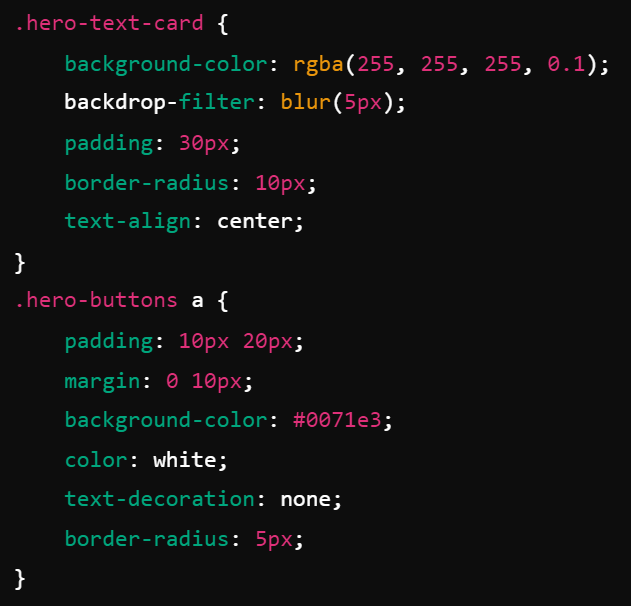 .hero-text-card {
    background-color: rgba(255, 255, 255, 0.1);
    backdrop-filter: blur(5px);
    padding: 30px;
    border-radius: 10px;
    text-align: center;
}
.hero-buttons a {
    padding: 10px 20px;
    margin: 0 10px;
    background-color: #0071e3;
    color: white;
    text-decoration: none;
    border-radius: 5px;
}